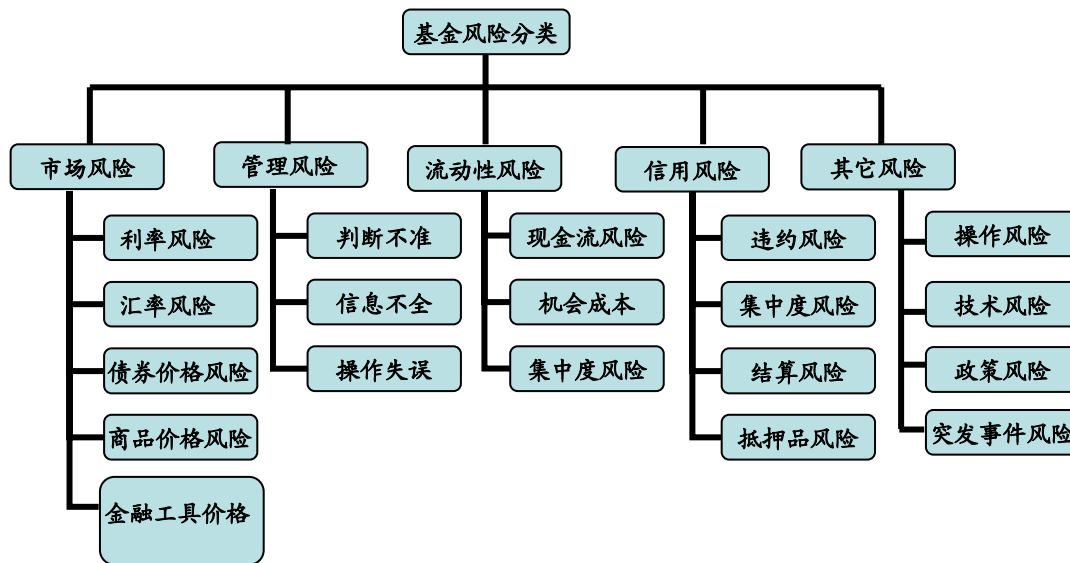 基金风险分类
市场风险
管理风险
流动性风险
信用风险
其它风险
利率风险
汇率风险
债券价格风险
商品价格风险
金融工具价格
判断不准
信息不全
操作失误
现金流风险
机会成本
集中度风险
违约风险
集中度风险
结算风险
抵押品风险
操作风险
技术风险
政策风险
突发事件风险